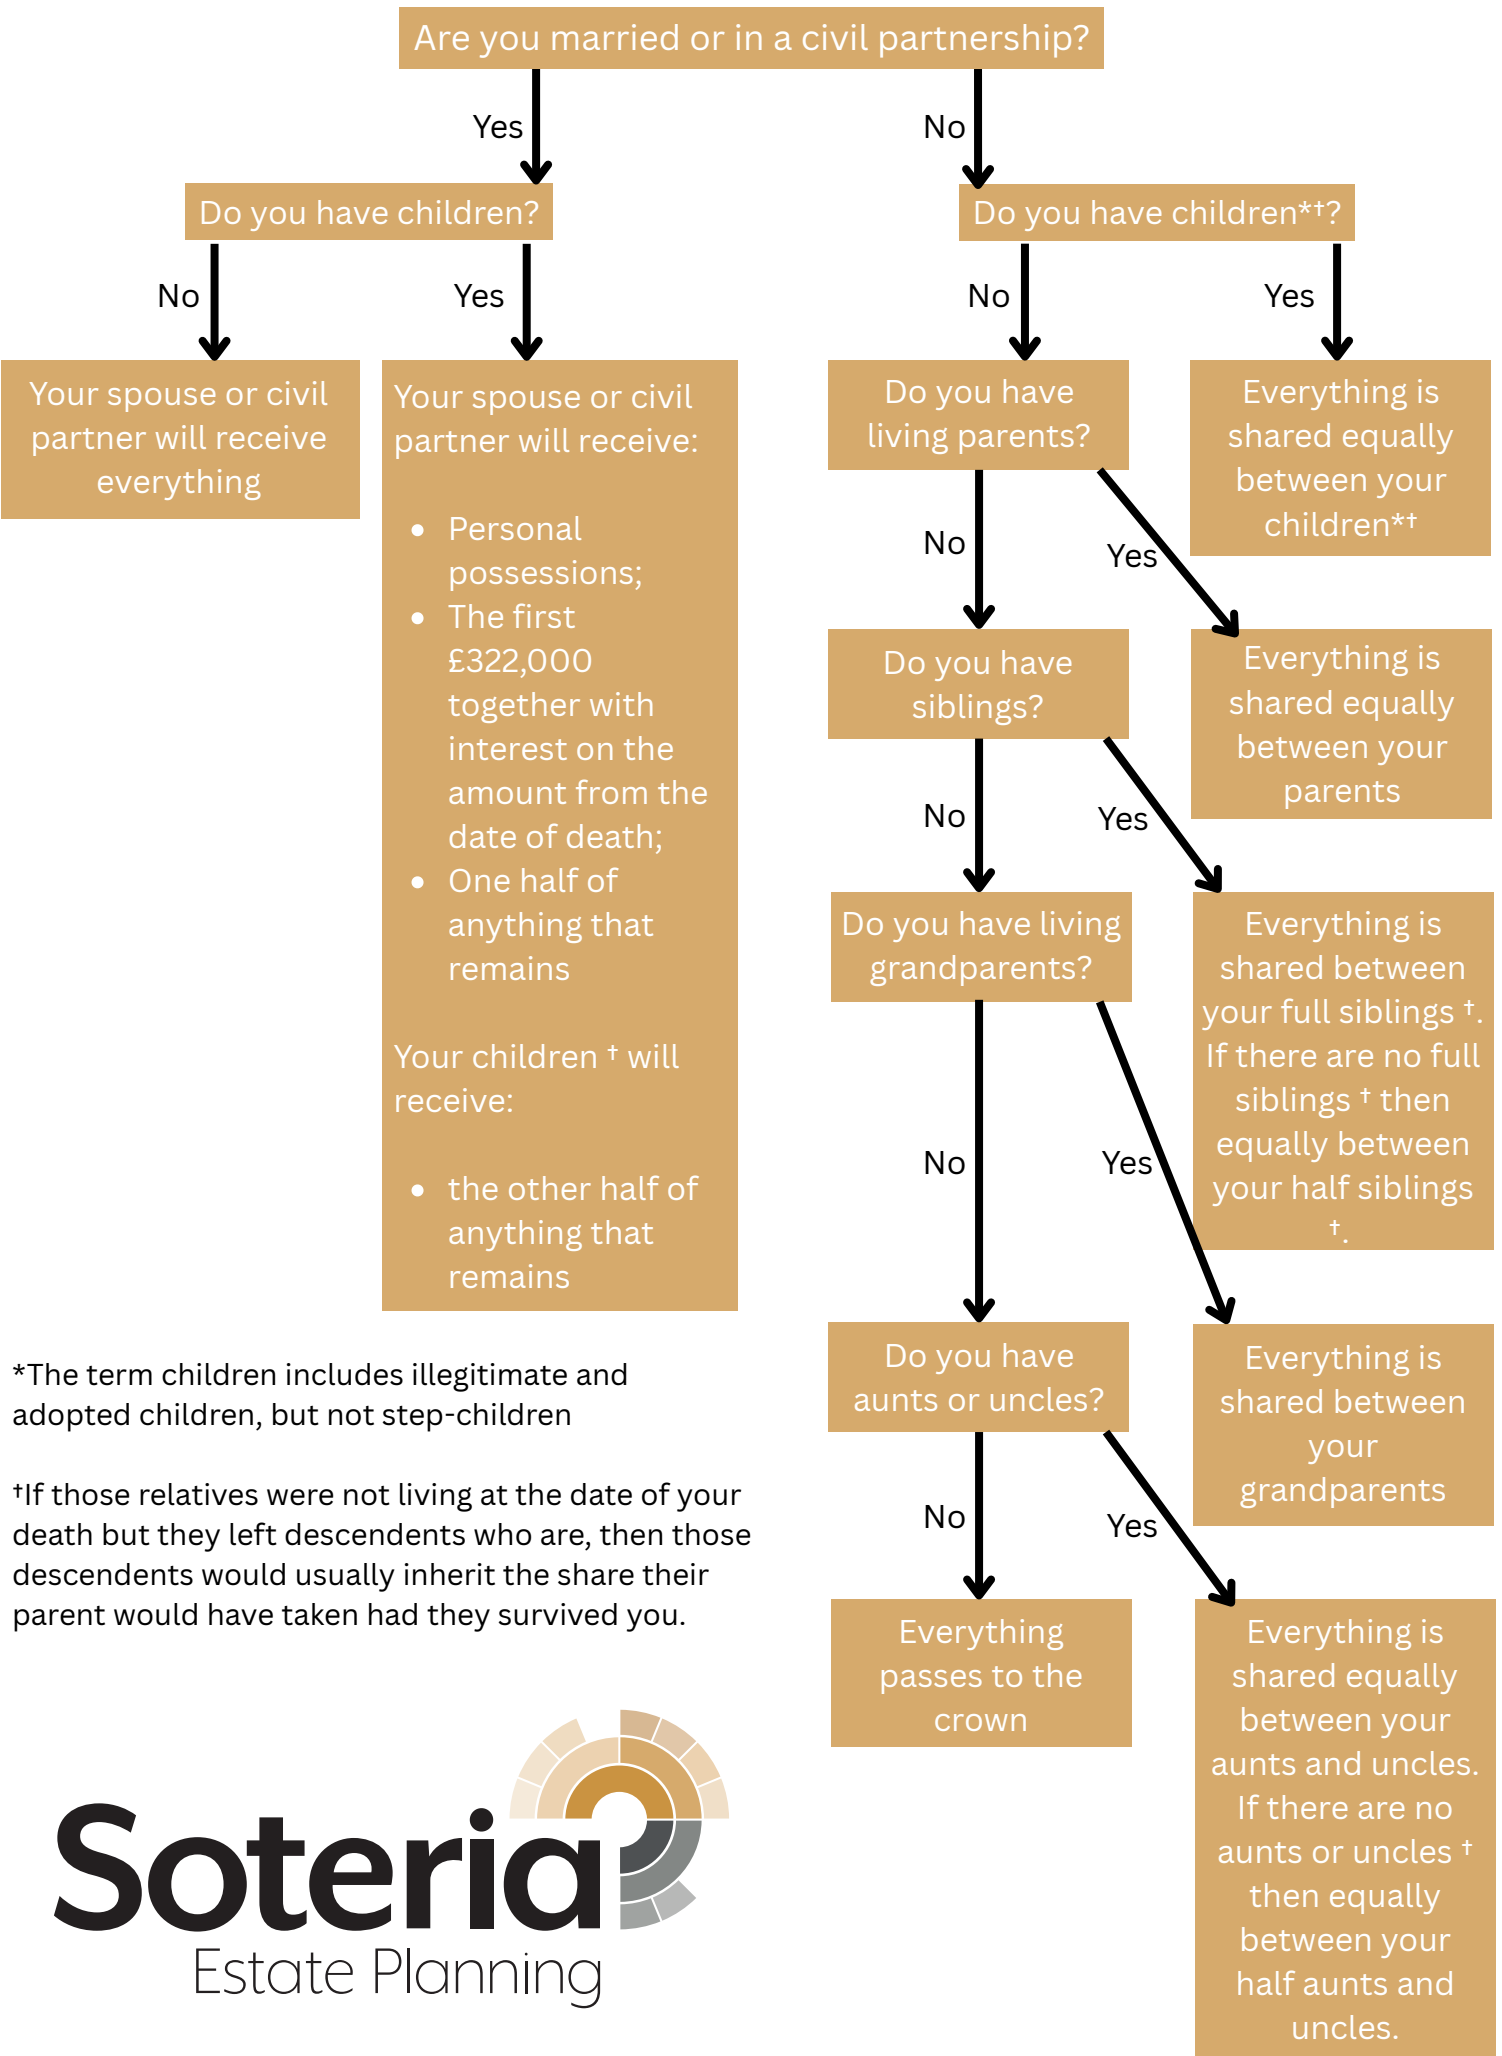 Are you married or in a civil partnership?
Yes
No
Do you have children?
Do you have children*†?
No
Yes
No
Yes
Your spouse or civil
partner will receive
everything
Your spouse or civil
partner will receive:
• Personal
possessions;
• The first
£322,000
together with
interest on the
amount from the
date of death;
• One half of
anything that
remains
Your children † will
receive:
• the other half of
anything that
remains
Do you have
living parents?
Everything is
shared equally
between your
children*†
No
Yes
Do you have
siblings?
Everything is
shared equally
between your
parents
No
Yes
Do you have living
grandparents?
Everything is
shared between
your full siblings †.
If there are no full
siblings † then
equally between
your half siblings
†.
No
Yes
Do you have
aunts or uncles?
Everything is
shared between
your
grandparents
No
Yes
Everything
passes to the
crown
Everything is
shared equally
between your
aunts and uncles.
If there are no
aunts or uncles †
then equally
between your
half aunts and
uncles.
*The term children includes illegitimate and
adopted children, but not step-children
†If those relatives were not living at the date of your
death but they left descendents who are, then those
descendents would usually inherit the share their
parent would have taken had they survived you.
Soteria
Estate Planning